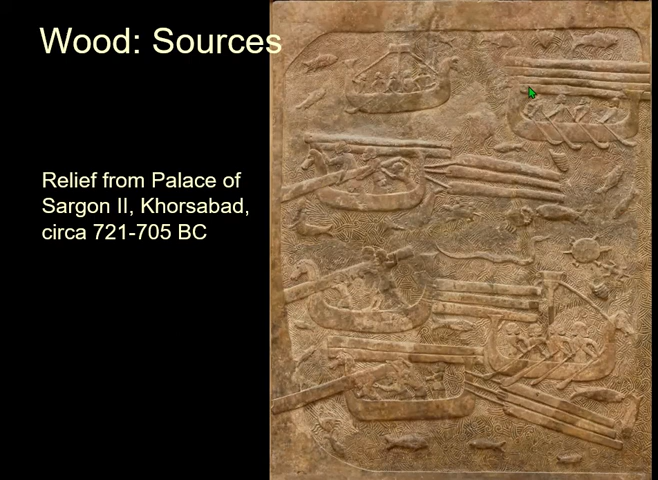 Wood: Sources
Relief from Palace of
Sargon II, Khorsabad,
circa 721-705 BC